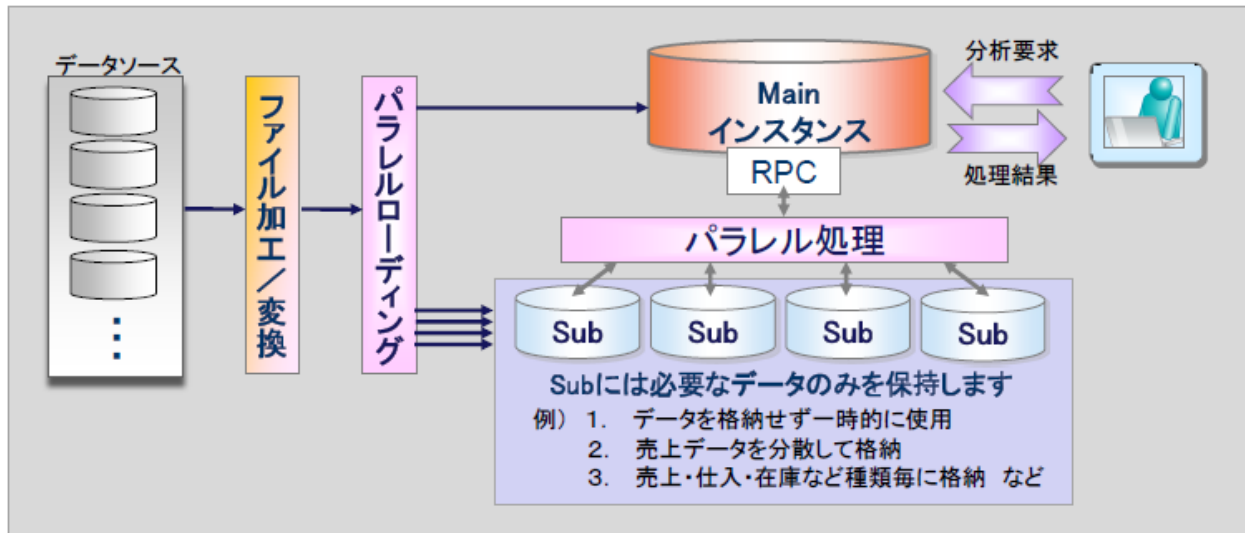 データソース
ファイル加工／変換
パラレルローディング
Main
インスタンス
RPC
分析要求
処理結果
パラレル処理
Sub
Sub
Sub
Sub
Subには必要なデータのみを保持します
例） 1. データを格納せず一時的に使用
2. 売上データを分散して格納
3. 売上・仕入・在庫など種類毎に格納 など